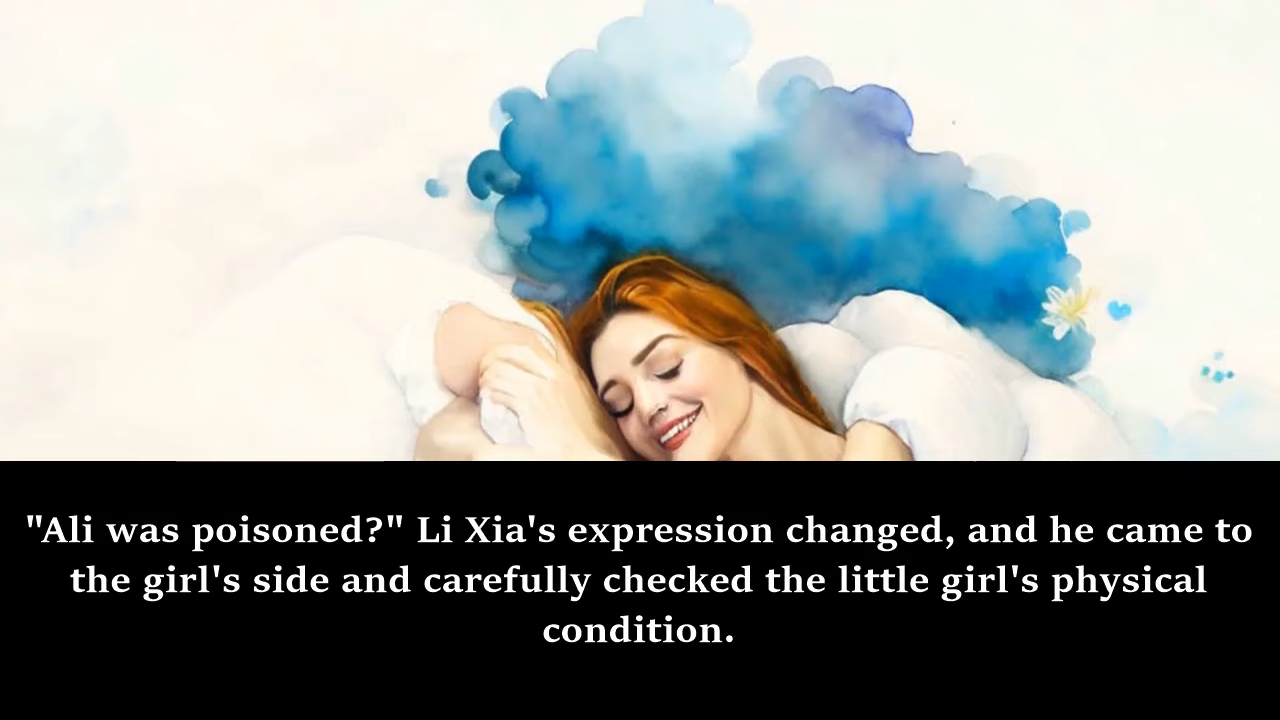 "Ali was poisoned?" Li Xia's expression changed, and he came to
the girl's side and carefully checked the little girl's physical
condition.